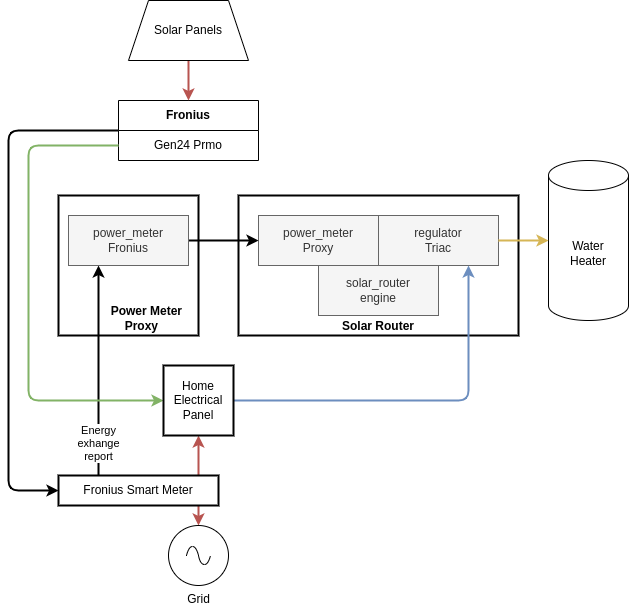 Solar Panels
Fronius
Gen24 Prmo
power_meter
Fronius
Power Meter
Proxy
power_meter
Proxy
regulator
Triac
solar_router
engine
Solar Router
Water
Heater
Home
Electrical
Panel
Energy
exhange
report
Fronius Smart Meter
Grid